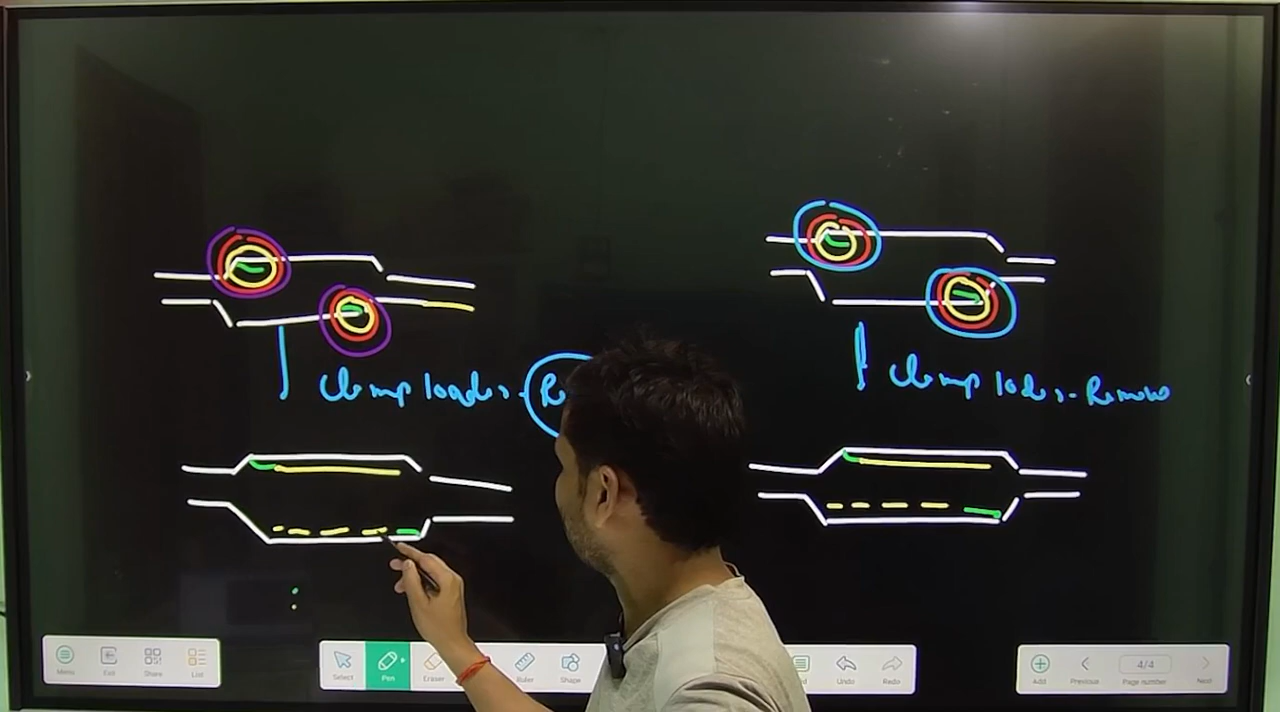 clamp loader - Re
clamp loder - Remove
Menu Exit Share List
Select Pen Eraser Ruler Shape
Undo Redo
Add Previous 4/4 Page number Next